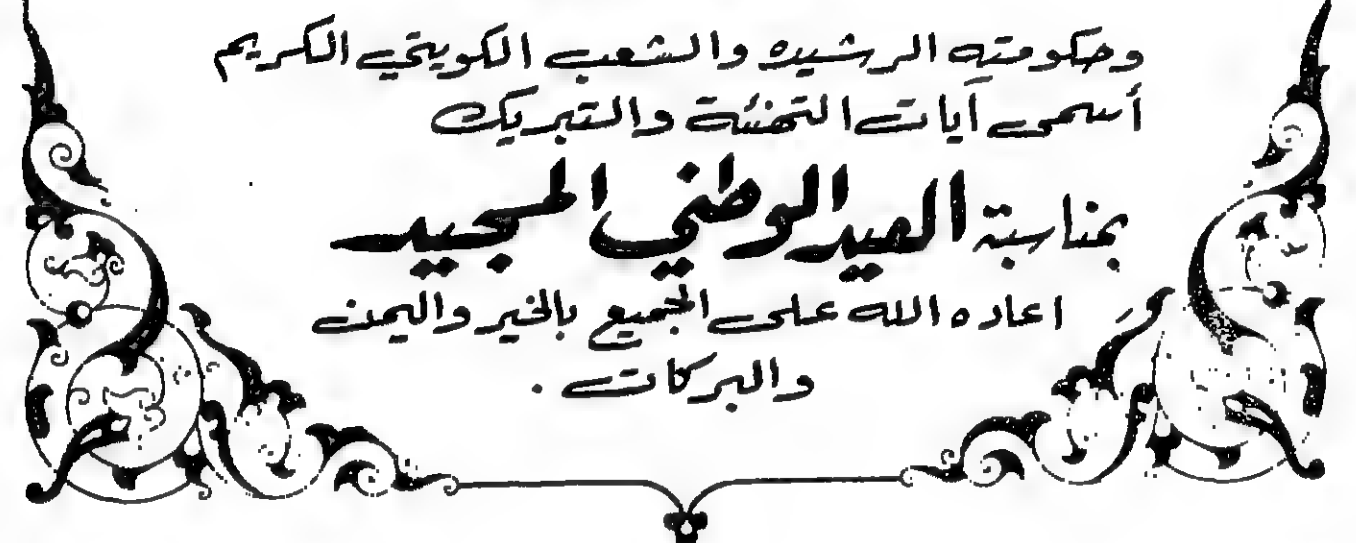 وحكومته الرشيده والشعب الكويتي الكريم
أسمى آيات التهنئة والتبريك
بمناسبة العيد الوطني المجيد
اعاده الله على الجميع بالخير واليمن
والبركات .